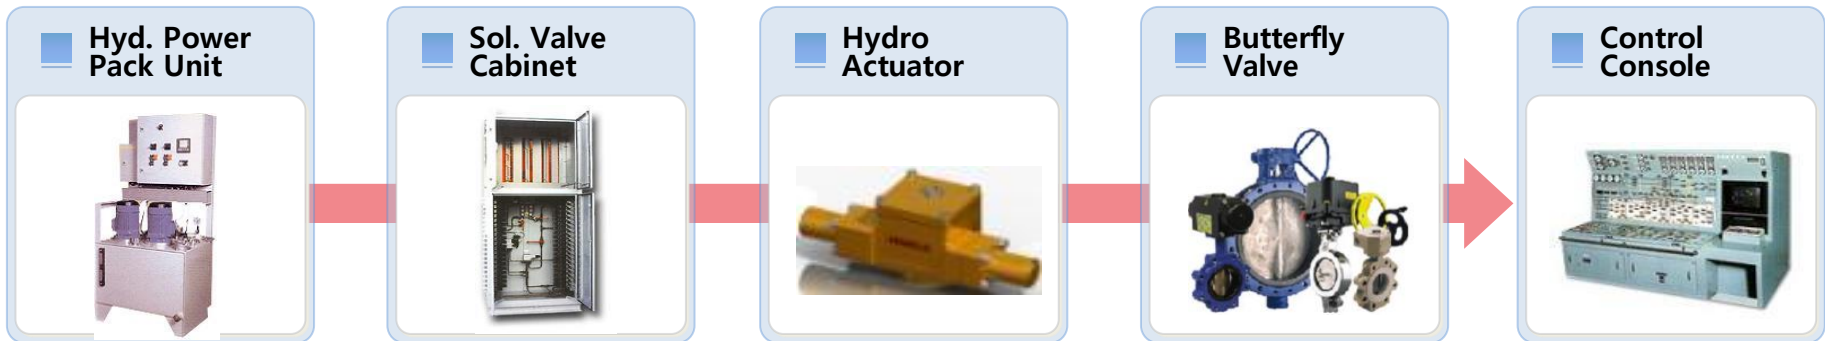 Hyd. Power
Pack Unit
Sol. Valve
Cabinet
Hydro
Actuator
Butterfly
Valve
Control
Console